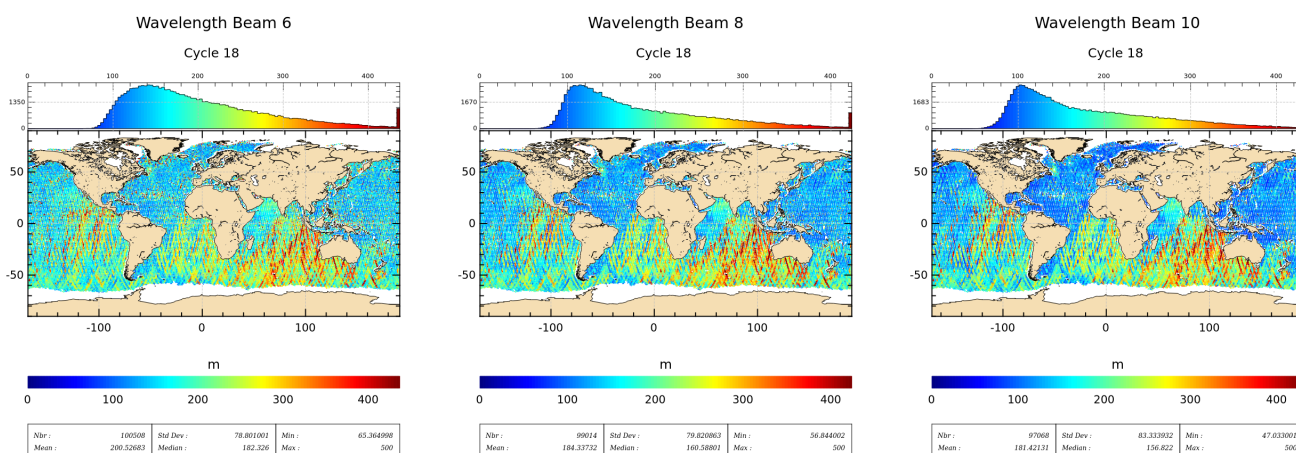 Wavelength Beam 6
Cycle 18
0 100 200 300 400
1350
0
50
0
-50
-100 0 100
m
0 100 200 300 400
Nbr : 100508 Std Dev : 78.801001 Min : 65.364998
Mean : 200.52683 Median : 182.326 Max : 500
Wavelength Beam 8
Cycle 18
0 100 200 300 400
1670
0
50
0
-50
-100 0 100
m
0 100 200 300 400
Nbr : 99014 Std Dev : 79.820863 Min : 56.844002
Mean : 184.33732 Median : 160.58801 Max : 500
Wavelength Beam 10
Cycle 18
0 100 200 300 400
1683
0
50
0
-50
-100 0 100
m
0 100 200 300 400
Nbr : 97068 Std Dev : 83.333932 Min : 47.033001
Mean : 181.42131 Median : 156.822 Max : 500